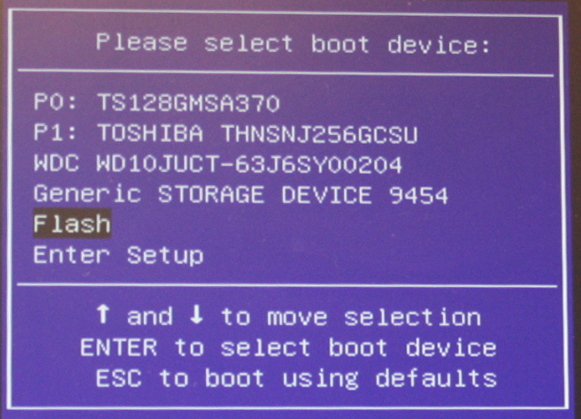 Please select boot device:
P0: TS128GMSA370
P1: TOSHIBA THNSNJ256GCSU
WDC WD10JUCT-63J6SY00204
Generic STORAGE DEVICE 9454
Flash
Enter Setup
↑ and ↓ to move selection
ENTER to select boot device
ESC to boot using defaults